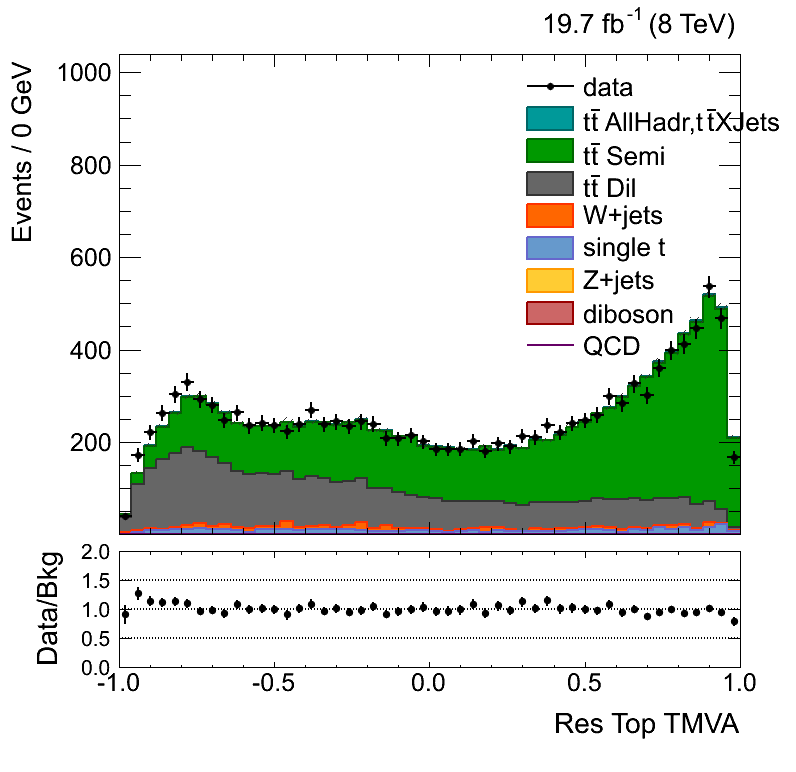 19.7 fb⁻¹ (8 TeV)
Events / 0 GeV
1000
800
600
400
200
data
tt̄ AllHadr,tt̄XJets
tt̄ Semi
tt̄ Dil
W+jets
single t
Z+jets
diboson
QCD
Data/Bkg
2.0
1.5
1.0
0.5
0.0
-1.0 -0.5 0.0 0.5 1.0
Res Top TMVA